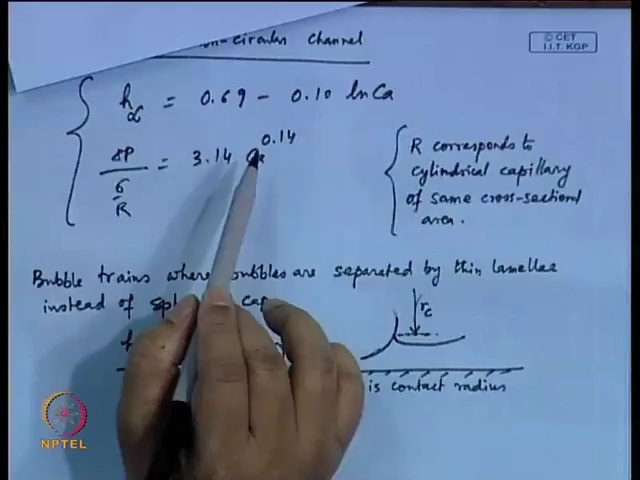 -circular Channel
© CET
I.I.T. KGP
h∝ = 0.69 - 0.10 ln Ca
ΔP / (σ/R) = 3.14 Ca^0.14
R corresponds to
cylindrical capillary
of same cross-sectional
area.
Bubble trains where bubbles are separated by thin lamellae
instead of cap
rc
is contact radius
NPTEL